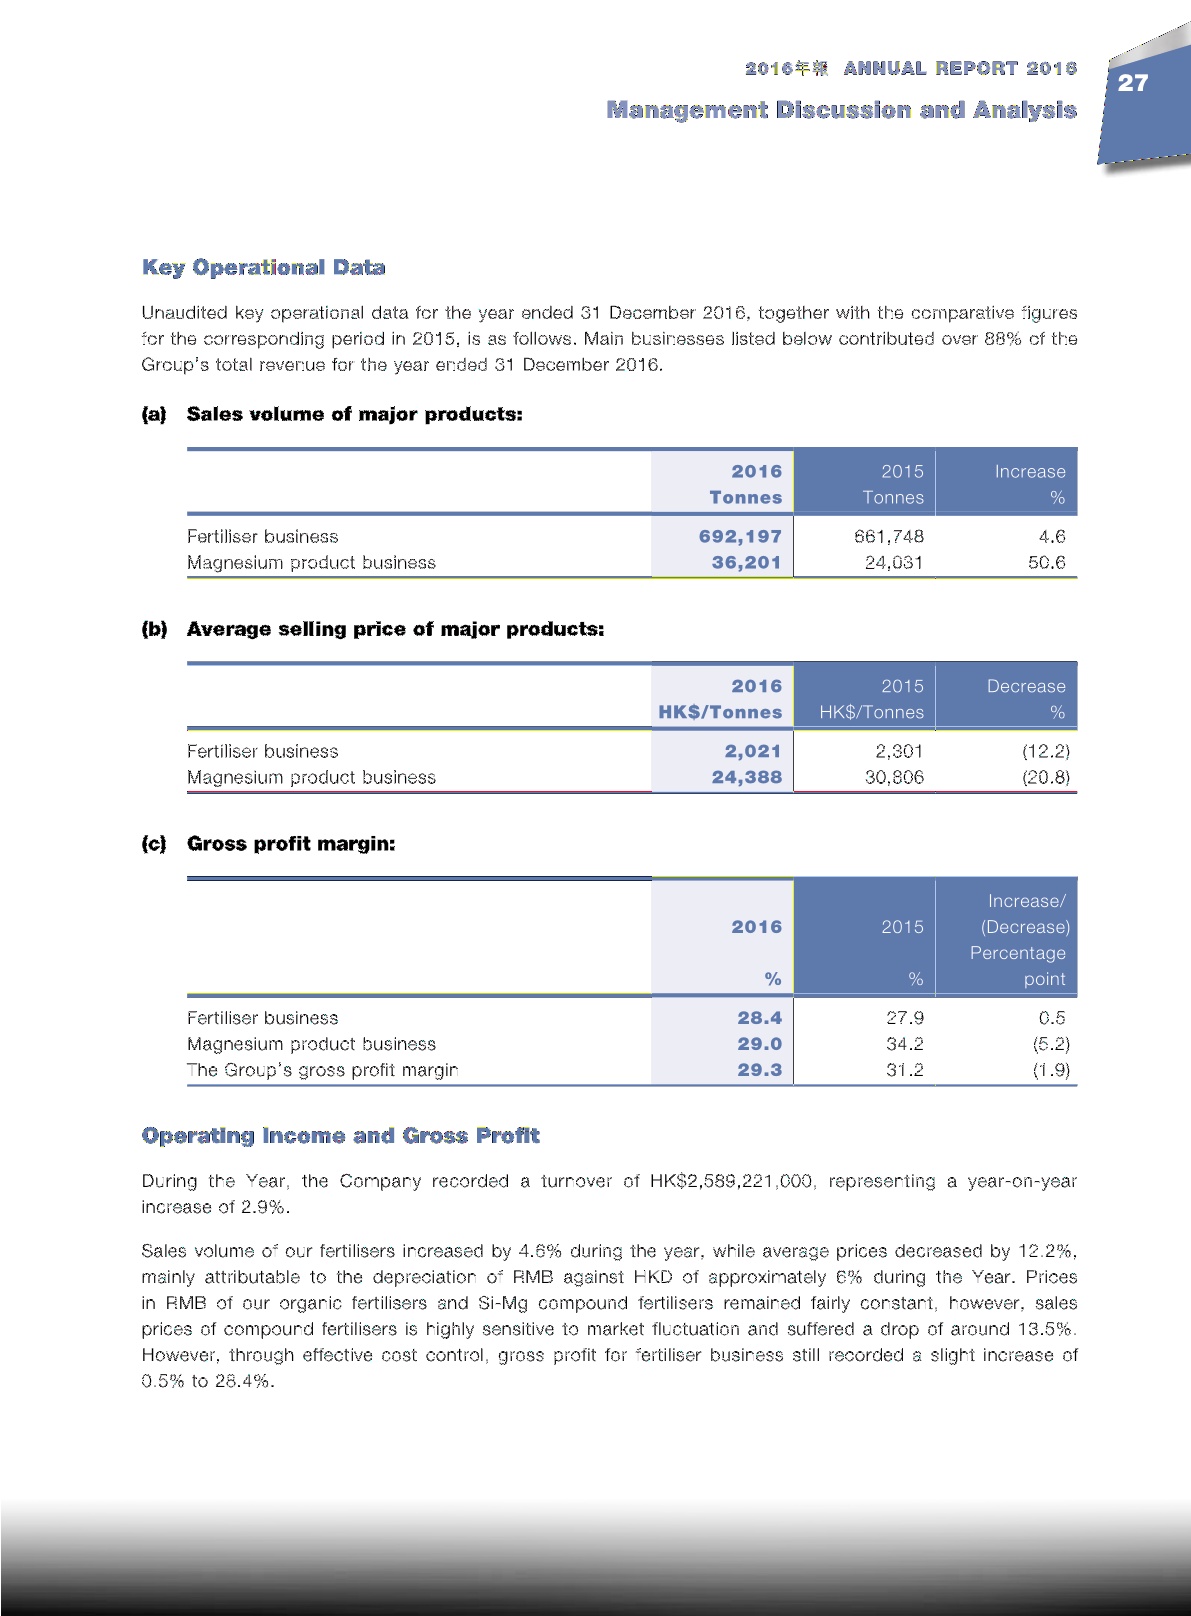 2016年報 ANNUAL REPORT 2016
27
Management Discussion and Analysis
Key Operational Data
Unaudited key operational data for the year ended 31 December 2016, together with the comparative figures
for the corresponding period in 2015, is as follows. Main businesses listed below contributed over 88% of the
Group's total revenue for the year ended 31 December 2016.
(a) Sales volume of major products:
2016 2015 Increase
Tonnes Tonnes %
Fertiliser business 692,197 661,748 4.6
Magnesium product business 36,201 24,031 50.6
(b) Average selling price of major products:
2016 2015 Decrease
HK$/Tonnes HK$/Tonnes %
Fertiliser business 2,021 2,301 (12.2)
Magnesium product business 24,388 30,806 (20.8)
(c) Gross profit margin:
Increase/
2016 2015 (Decrease)
Percentage
% % point
Fertiliser business 28.4 27.9 0.5
Magnesium product business 29.0 34.2 (5.2)
The Group's gross profit margin 29.3 31.2 (1.9)
Operating Income and Gross Profit
During the Year, the Company recorded a turnover of HK$2,589,221,000, representing a year-on-year
increase of 2.9%.
Sales volume of our fertilisers increased by 4.6% during the year, while average prices decreased by 12.2%,
mainly attributable to the depreciation of RMB against HKD of approximately 6% during the Year. Prices
in RMB of our organic fertilisers and Si-Mg compound fertilisers remained fairly constant, however, sales
prices of compound fertilisers is highly sensitive to market fluctuation and suffered a drop of around 13.5%.
However, through effective cost control, gross profit for fertiliser business still recorded a slight increase of
0.5% to 28.4%.